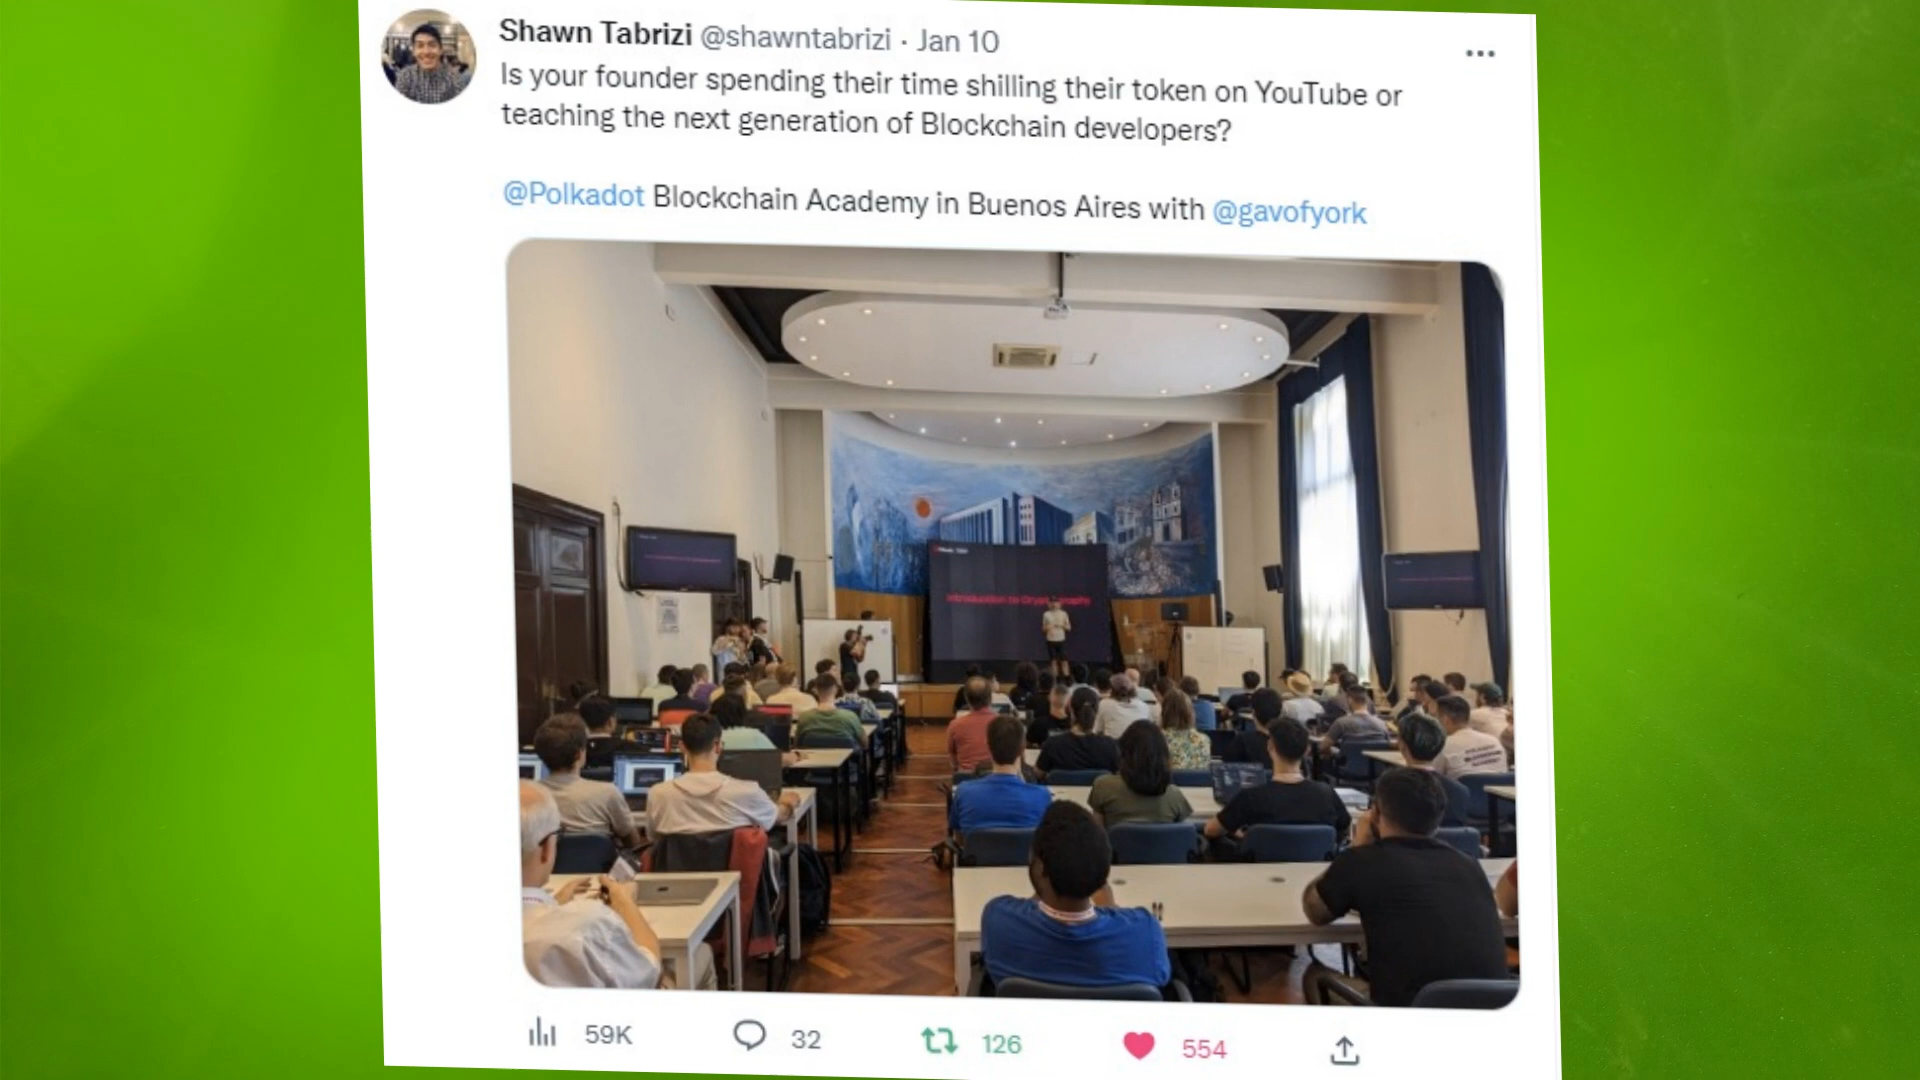 Shawn Tabrizi @shawntabrizi · Jan 10
Is your founder spending their time shilling their token on YouTube or
teaching the next generation of Blockchain developers?
@Polkadot Blockchain Academy in Buenos Aires with @gavofyork
59K 32 126 554